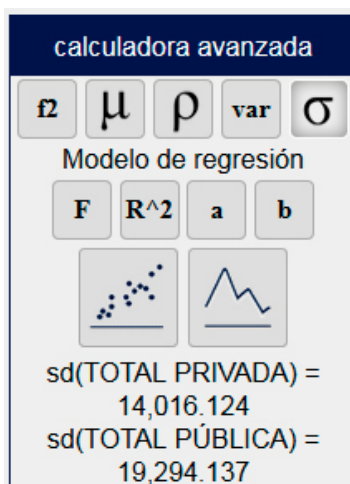 calculadora avanzada
f2 μ ρ var σ
Modelo de regresión
F R^2 a b
sd(TOTAL PRIVADA) =
14,016.124
sd(TOTAL PÚBLICA) =
19,294.137